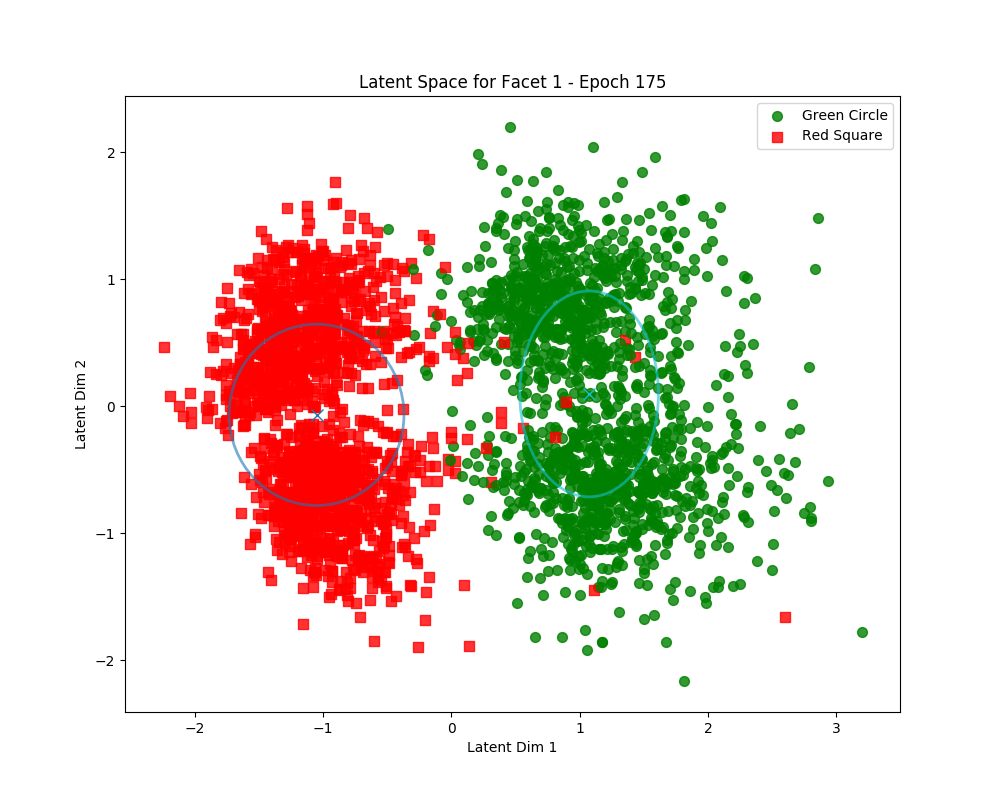 Latent Space for Facet 1 - Epoch 175
Green Circle
Red Square
2
1
0
−1
−2
Latent Dim 2
−2
−1
0
1
2
3
Latent Dim 1